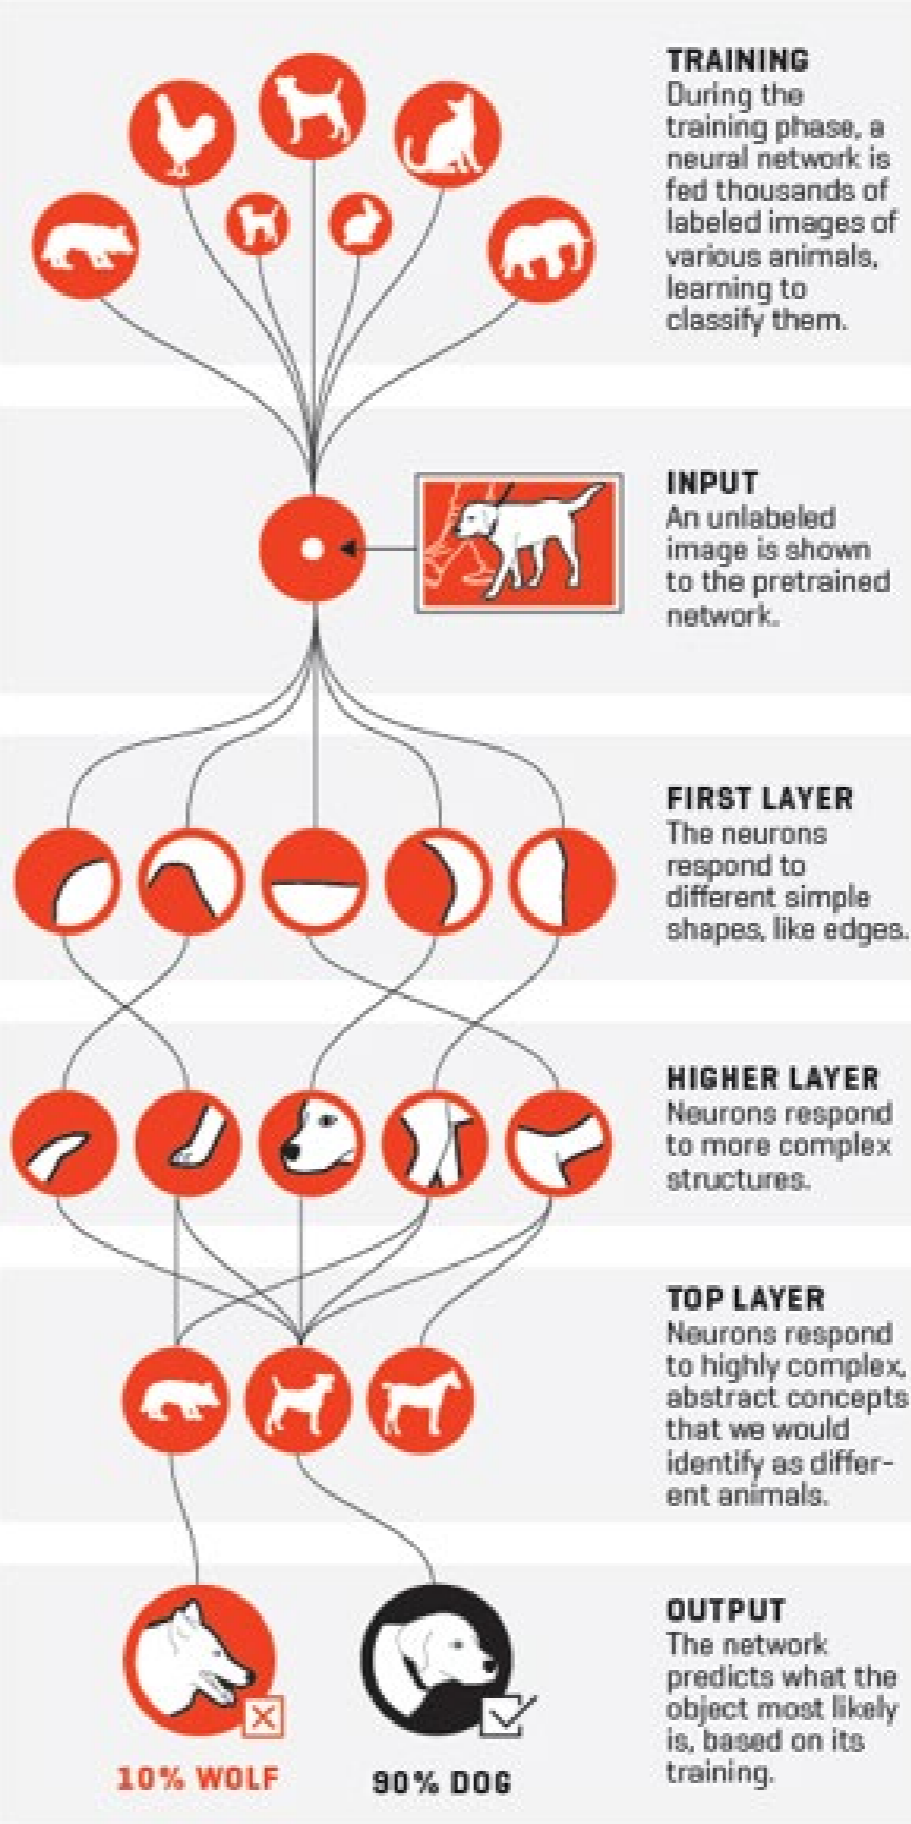 TRAINING
During the
training phase, a
neural network is
fed thousands of
labeled images of
various animals,
learning to
classify them.
INPUT
An unlabeled
image is shown
to the pretrained
network.
FIRST LAYER
The neurons
respond to
different simple
shapes, like edges.
HIGHER LAYER
Neurons respond
to more complex
structures.
TOP LAYER
Neurons respond
to highly complex,
abstract concepts
that we would
identify as differ-
ent animals.
OUTPUT
The network
predicts what the
object most likely
is, based on its
training.
10% WOLF
90% DOG